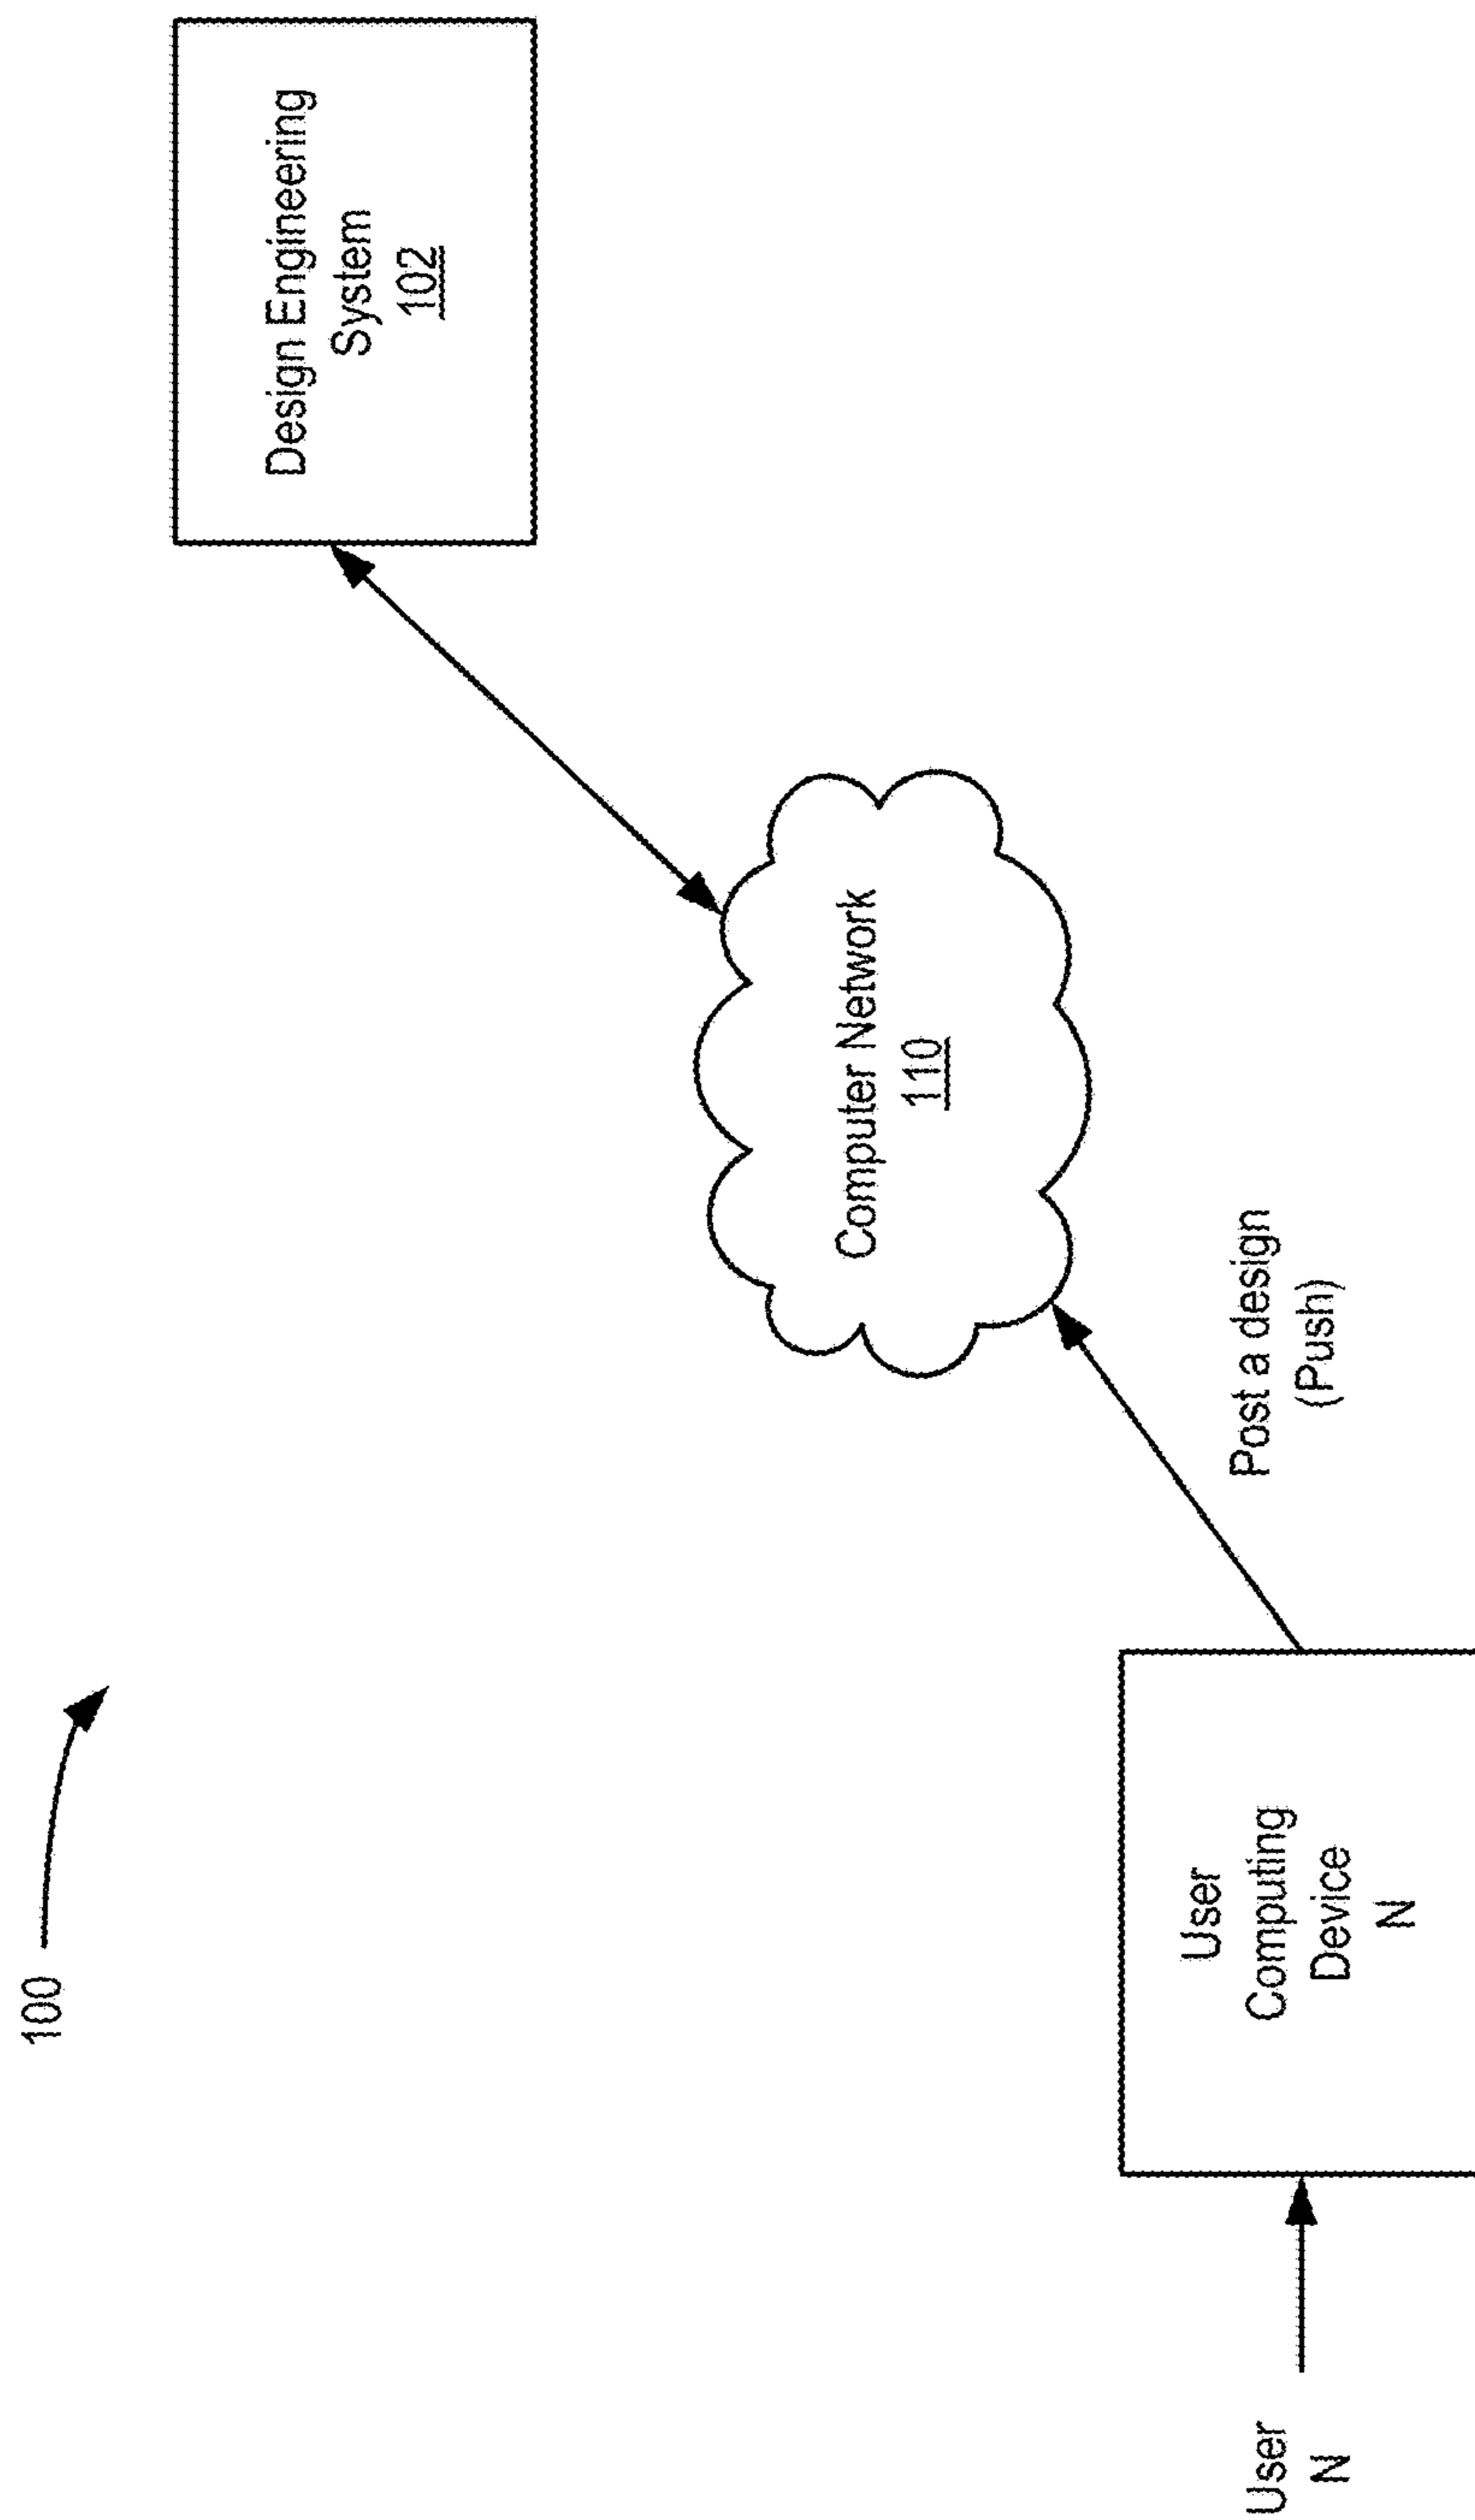 100
Design Engineering
System
102
Computer Network
110
Post a design
(Push)
User
Computing
Device
N
User
N